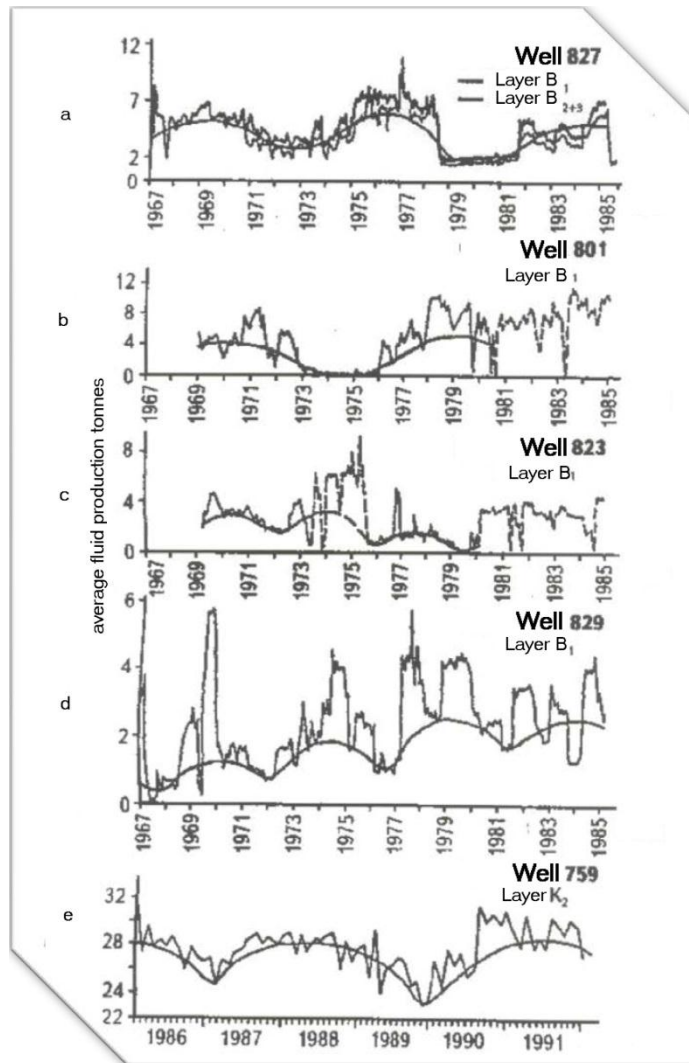 average fluid production tonnes
a
Well 827
Layer B 1
Layer B 2+3
12
7
2
0
1967 1969 1971 1973 1975 1977 1979 1981 1983 1985
b
Well 801
Layer B 1
12
8
4
0
1967 1969 1971 1973 1975 1977 1979 1981 1983 1985
c
Well 823
Layer B1
8
4
0
1967 1969 1971 1973 1975 1977 1979 1981 1983 1985
d
Well 829
Layer B 1
6
4
2
0
1967 1969 1971 1973 1975 1977 1979 1981 1983 1985
e
Well 759
Layer K2
32
28
24
22
1986 1987 1988 1989 1990 1991